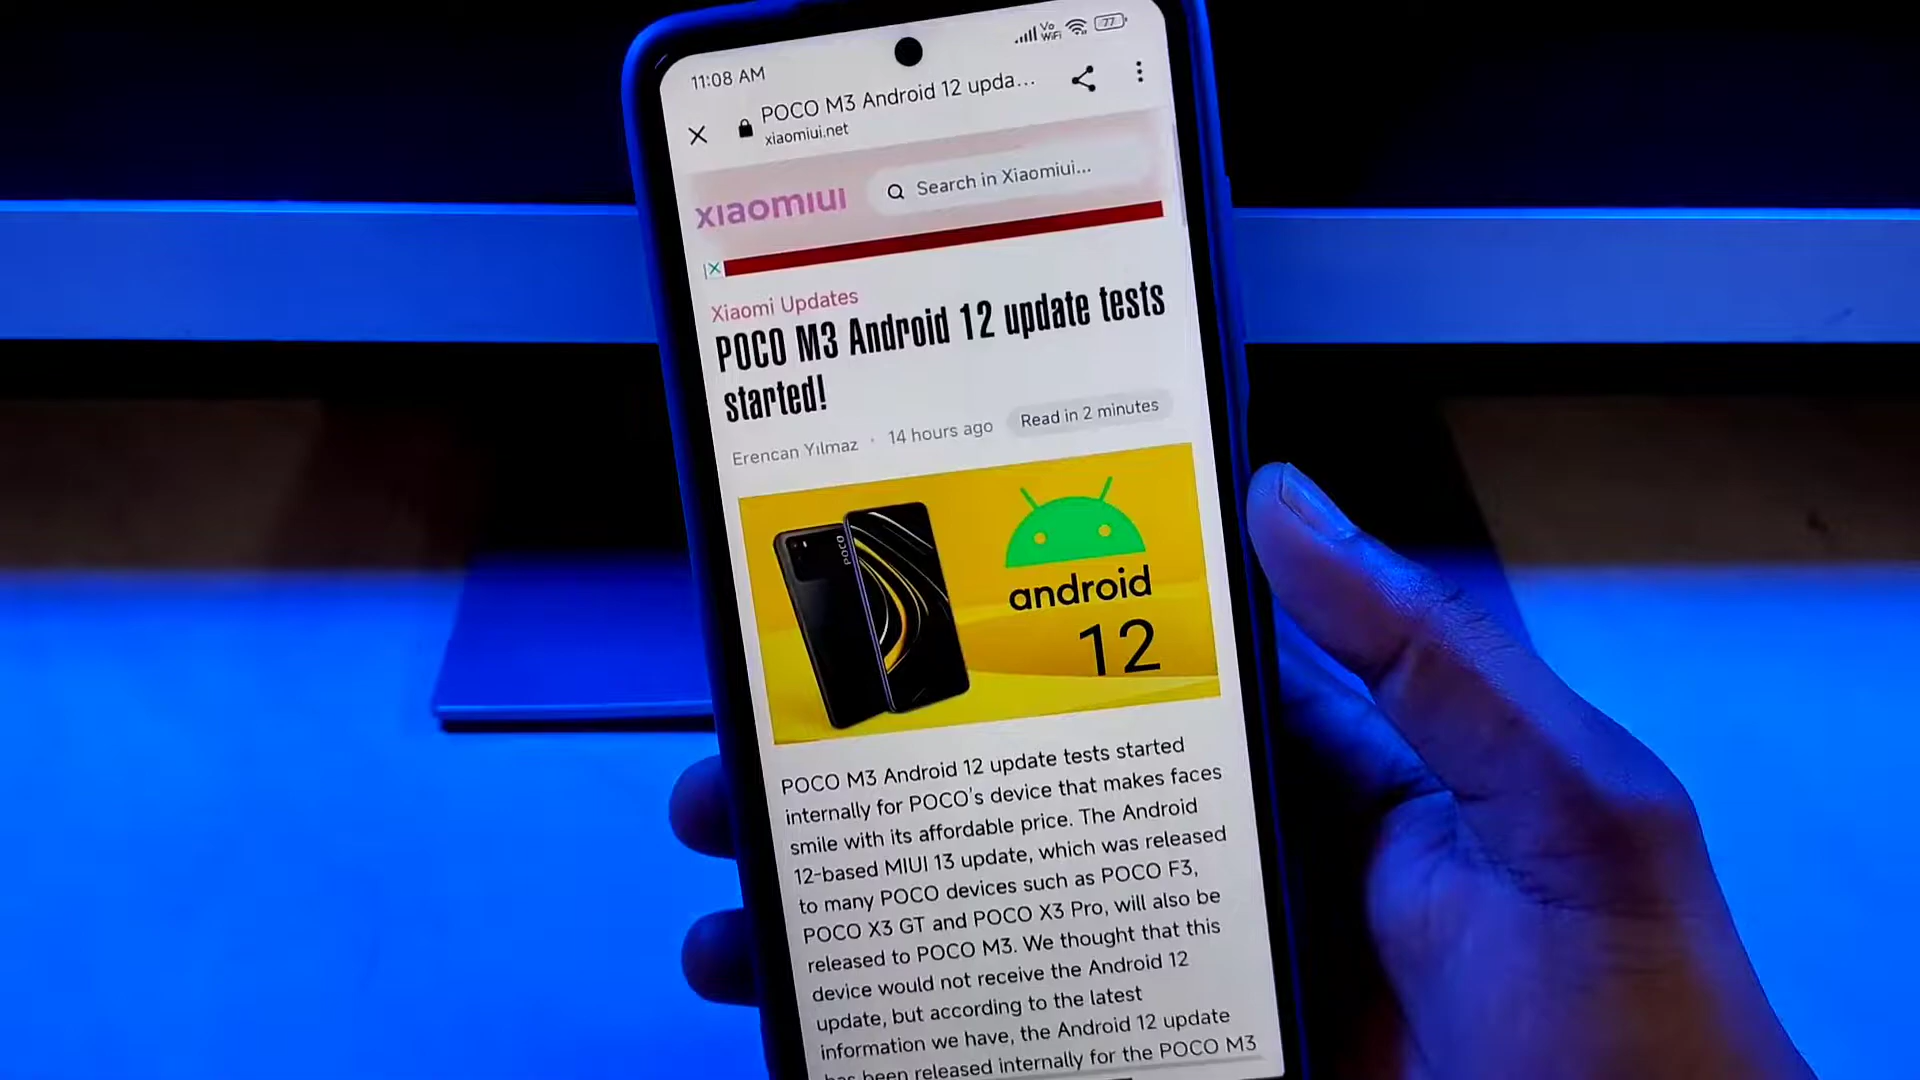 11:08 AM
Vo
WiFi
77
POCO M3 Android 12 upda...
xiaomiui.net
xiaomiui
Search in Xiaomiui...
Xiaomi Updates
POCO M3 Android 12 update tests
started!
Erencan Yılmaz · 14 hours ago
Read in 2 minutes
POCO
android
12
POCO M3 Android 12 update tests started
internally for POCO's device that makes faces
smile with its affordable price. The Android
12-based MIUI 13 update, which was released
to many POCO devices such as POCO F3,
POCO X3 GT and POCO X3 Pro, will also be
released to POCO M3. We thought that this
device would not receive the Android 12
update, but according to the latest
information we have, the Android 12 update
has been released internally for the POCO M3